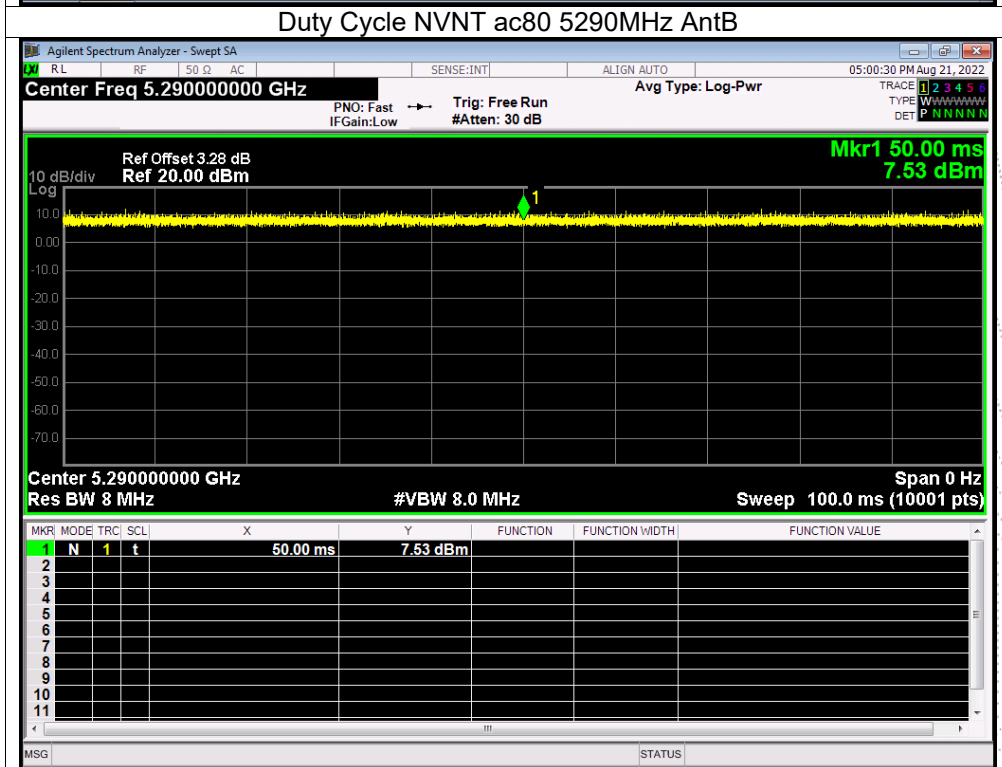 Duty Cycle NVNT ac80 5290MHz AntB
Agilent Spectrum Analyzer - Swept SA
LXI RL RF 50 Ω AC SENSE:INT ALIGN AUTO 05:00:30 PM Aug 21, 2022
Center Freq 5.290000000 GHz
PNO: Fast
IFGain:Low
Trig: Free Run
#Atten: 30 dB
Avg Type: Log-Pwr
TRACE 1 2 3 4 5 6
TYPE WWWWWW
DET P N N N N N
Mkr1 50.00 ms
7.53 dBm
Ref Offset 3.28 dB
10 dB/div Ref 20.00 dBm
Log
1
10.0
0.00
-10.0
-20.0
-30.0
-40.0
-50.0
-60.0
-70.0
Center 5.290000000 GHz Span 0 Hz
Res BW 8 MHz #VBW 8.0 MHz Sweep 100.0 ms (10001 pts)
MKR MODE TRC SCL X Y FUNCTION FUNCTION WIDTH FUNCTION VALUE
1 N 1 t 50.00 ms 7.53 dBm
2
3
4
5
6
7
8
9
10
11
MSG STATUS